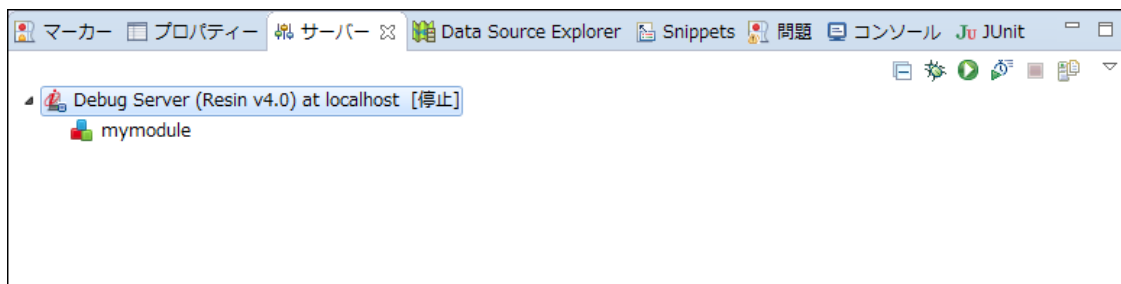 マーカー プロパティー サーバー Data Source Explorer Snippets 問題 コンソール Ju JUnit
Debug Server (Resin v4.0) at localhost [停止]
mymodule